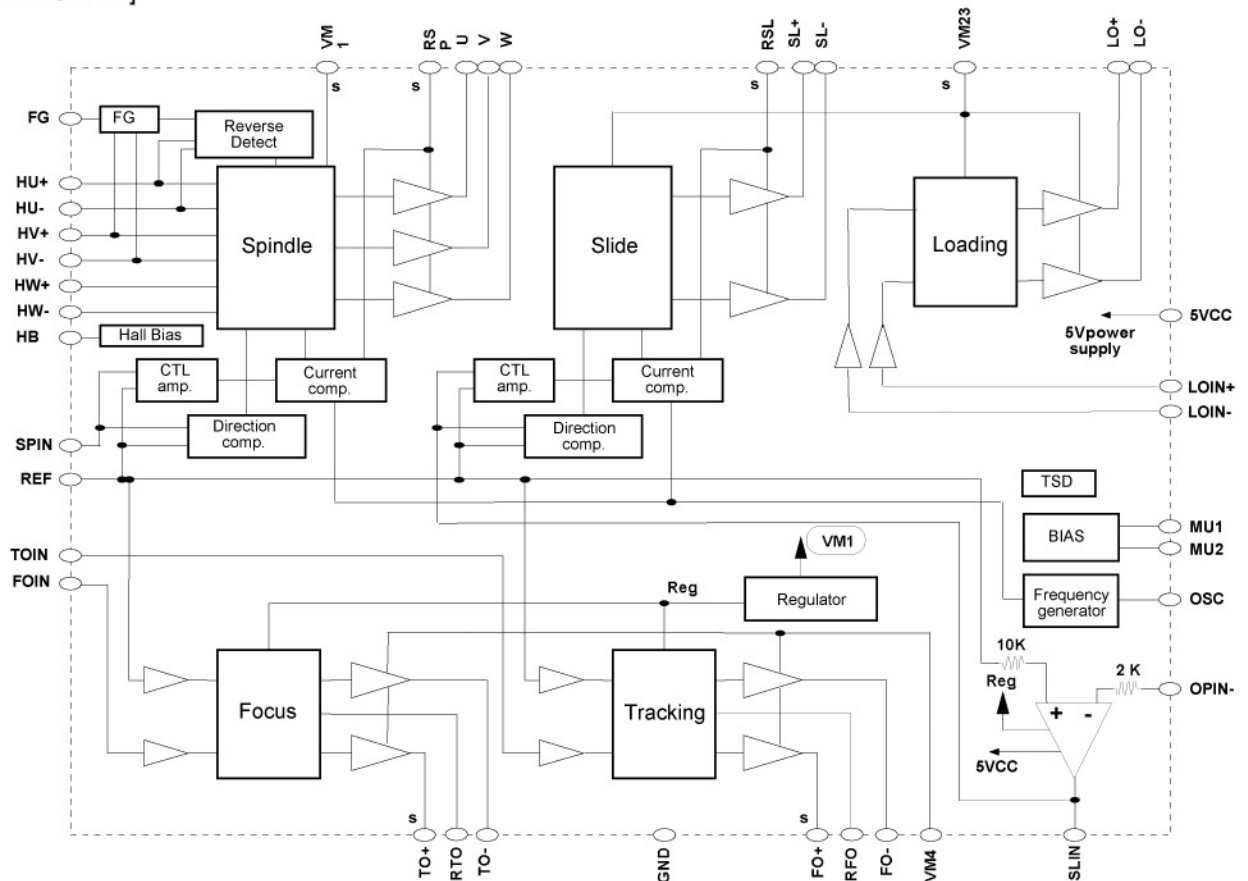 VM
1
RS
P
U
V
W
RSL
SL+
SL-
VM23
LO+
LO-
s
s
s
s
FG
FG
Reverse
Detect
HU+
HU-
HV+
HV-
HW+
HW-
HB
Hall Bias
Spindle
Slide
Loading
5VCC
5Vpower
supply
CTL
amp.
Current
comp.
CTL
amp.
Current
comp.
LOIN+
LOIN-
Direction
comp.
Direction
comp.
SPIN
REF
TSD
BIAS
MU1
MU2
TOIN
FOIN
VM1
Reg
Regulator
Frequency
generator
OSC
10K
2 K
Reg
OPIN-
Focus
Tracking
+ -
5VCC
s
s
TO+
RTO
TO-
GND
FO+
RFO
FO-
VM4
SLIN